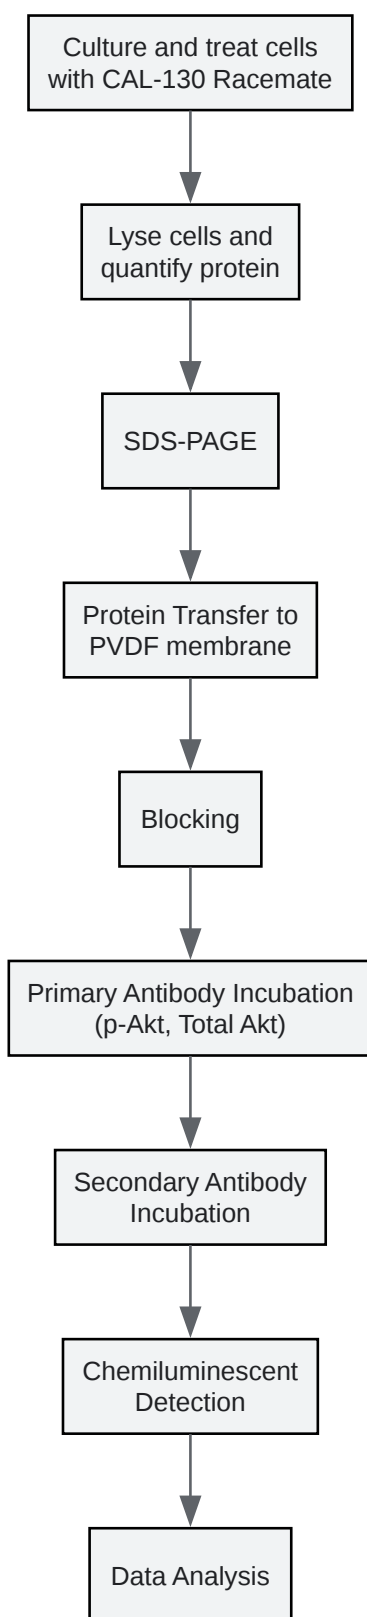 Culture and treat cells
with CAL-130 Racemate
Lyse cells and
quantify protein
SDS-PAGE
Protein Transfer to
PVDF membrane
Blocking
Primary Antibody Incubation
(p-Akt, Total Akt)
Secondary Antibody
Incubation
Chemiluminescent
Detection
Data Analysis